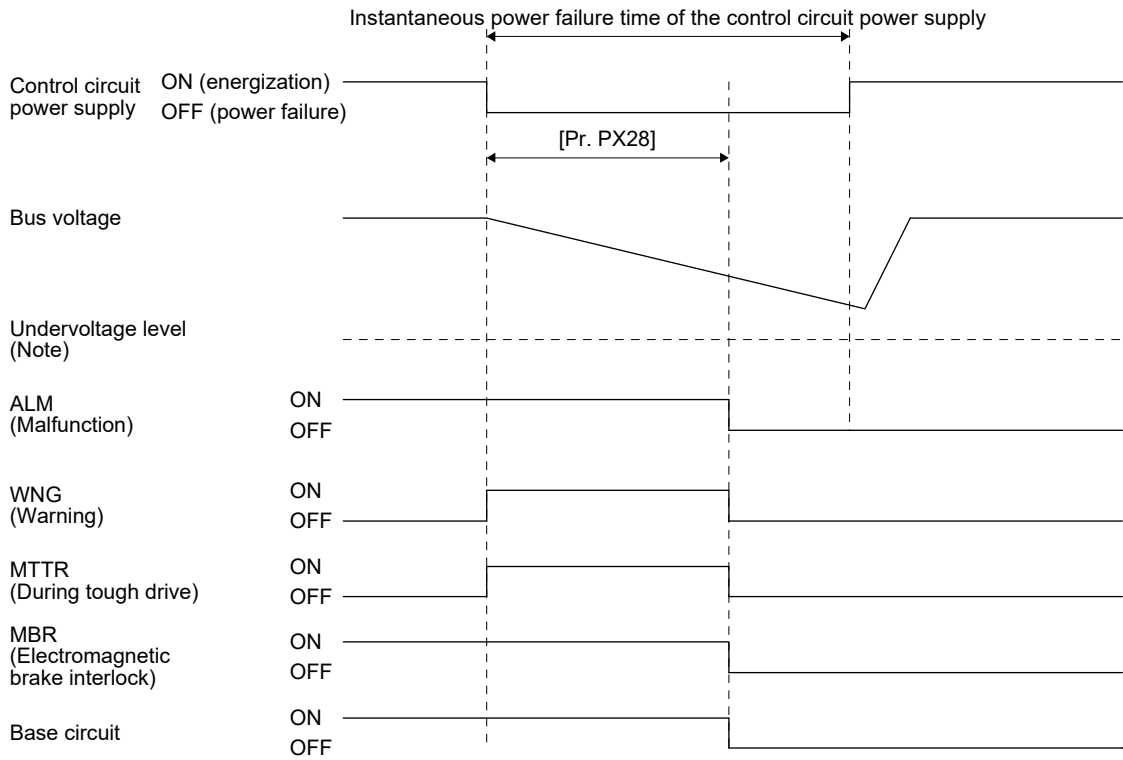 Instantaneous power failure time of the control circuit power supply
Control circuit
power supply
ON (energization)
OFF (power failure)
[Pr. PX28]
Bus voltage
Undervoltage level
(Note)
ALM
(Malfunction)
ON
OFF
WNG
(Warning)
ON
OFF
MTTR
(During tough drive)
ON
OFF
MBR
(Electromagnetic
brake interlock)
ON
OFF
Base circuit
ON
OFF